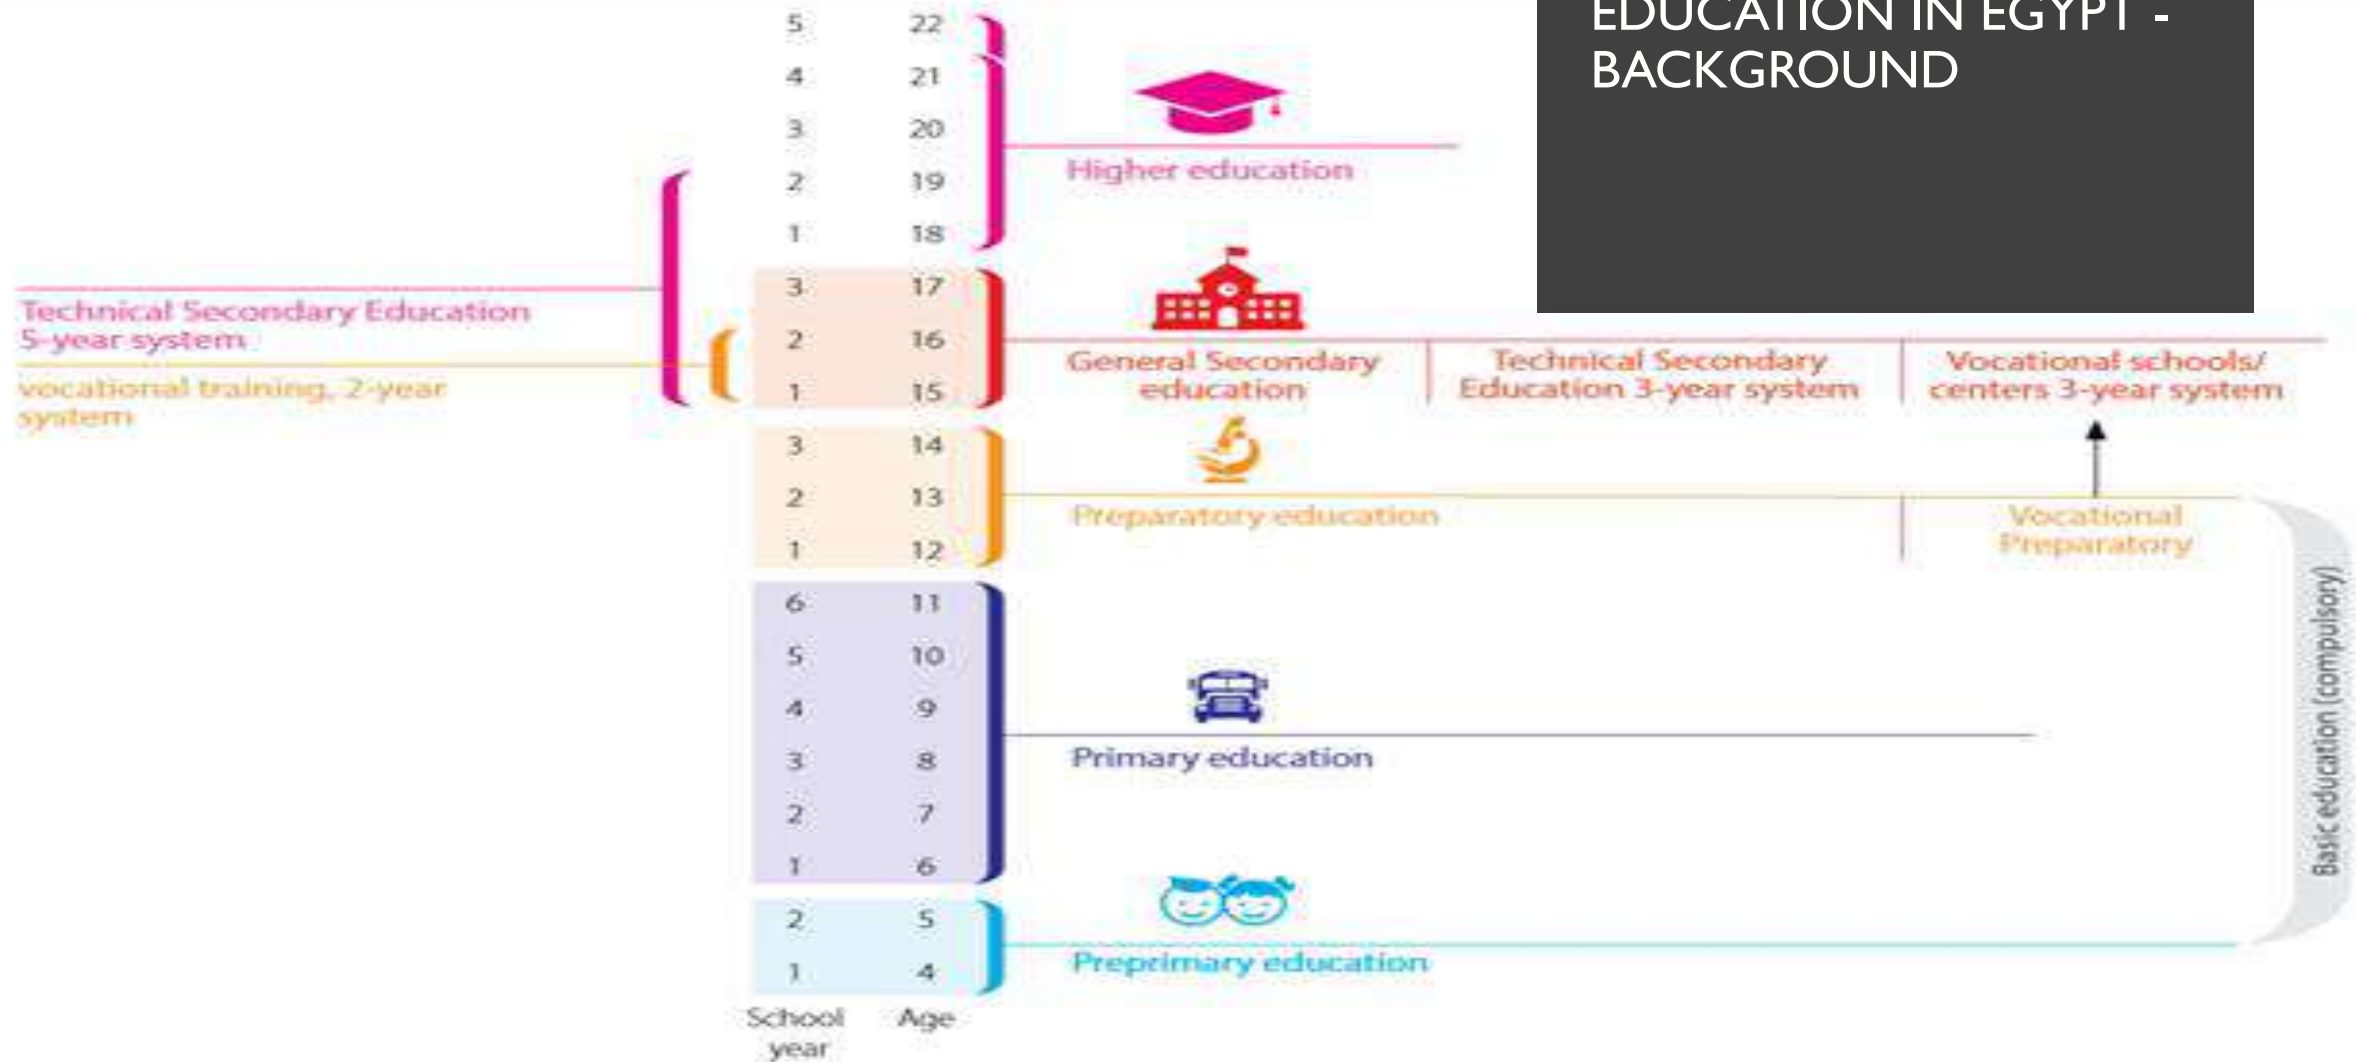 EDUCATION IN EGYPT -
BACKGROUND
5 22
4 21
3 20
2 19
1 18
Higher education
3 17
2 16
1 15
Technical Secondary Education
5-year system
vocational training, 2-year
system
General Secondary
education
Technical Secondary
Education 3-year system
Vocational schools/
centers 3-year system
3 14
2 13
1 12
Preparatory education
Vocational
Preparatory
6 11
5 10
4 9
3 8
2 7
1 6
Primary education
2 5
1 4
Preprimary education
Basic education (compulsory)
School
year
Age